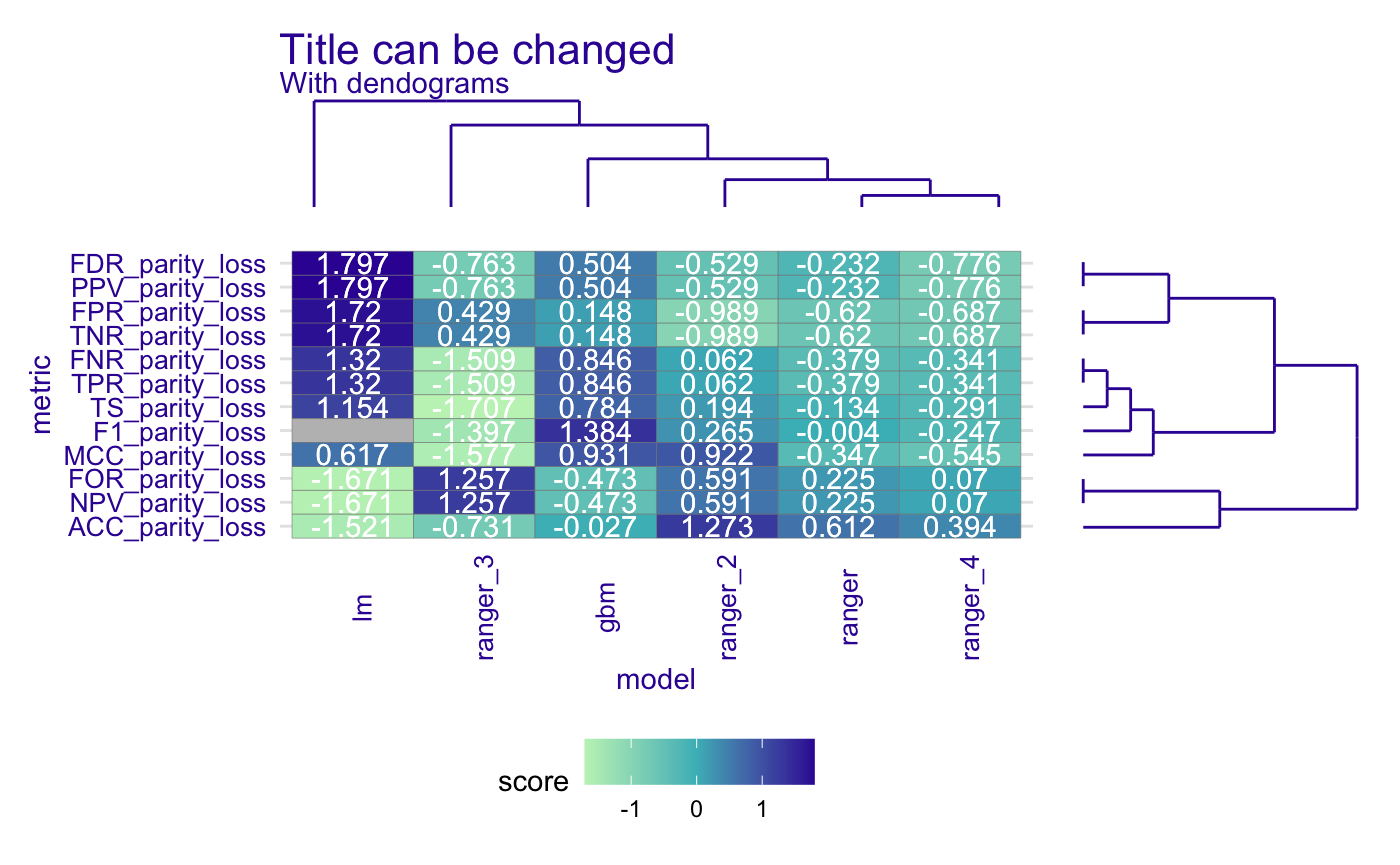 Title can be changed
With dendograms
metric
FDR_parity_loss 1.797 -0.763 0.504 -0.529 -0.232 -0.776
PPV_parity_loss 1.797 -0.763 0.504 -0.529 -0.232 -0.776
FPR_parity_loss 1.72 0.429 0.148 -0.989 -0.62 -0.687
TNR_parity_loss 1.72 0.429 0.148 -0.989 -0.62 -0.687
FNR_parity_loss 1.32 -1.509 0.846 0.062 -0.379 -0.341
TPR_parity_loss 1.32 -1.509 0.846 0.062 -0.379 -0.341
TS_parity_loss 1.154 -1.707 0.784 0.194 -0.134 -0.291
F1_parity_loss -1.397 1.384 0.265 -0.004 -0.247
MCC_parity_loss 0.617 -1.577 0.931 0.922 -0.347 -0.545
FOR_parity_loss -1.671 1.257 -0.473 0.591 0.225 0.07
NPV_parity_loss -1.671 1.257 -0.473 0.591 0.225 0.07
ACC_parity_loss -1.521 -0.731 -0.027 1.273 0.612 0.394
lm ranger_3 gbm ranger_2 ranger ranger_4
model
score
-1 0 1